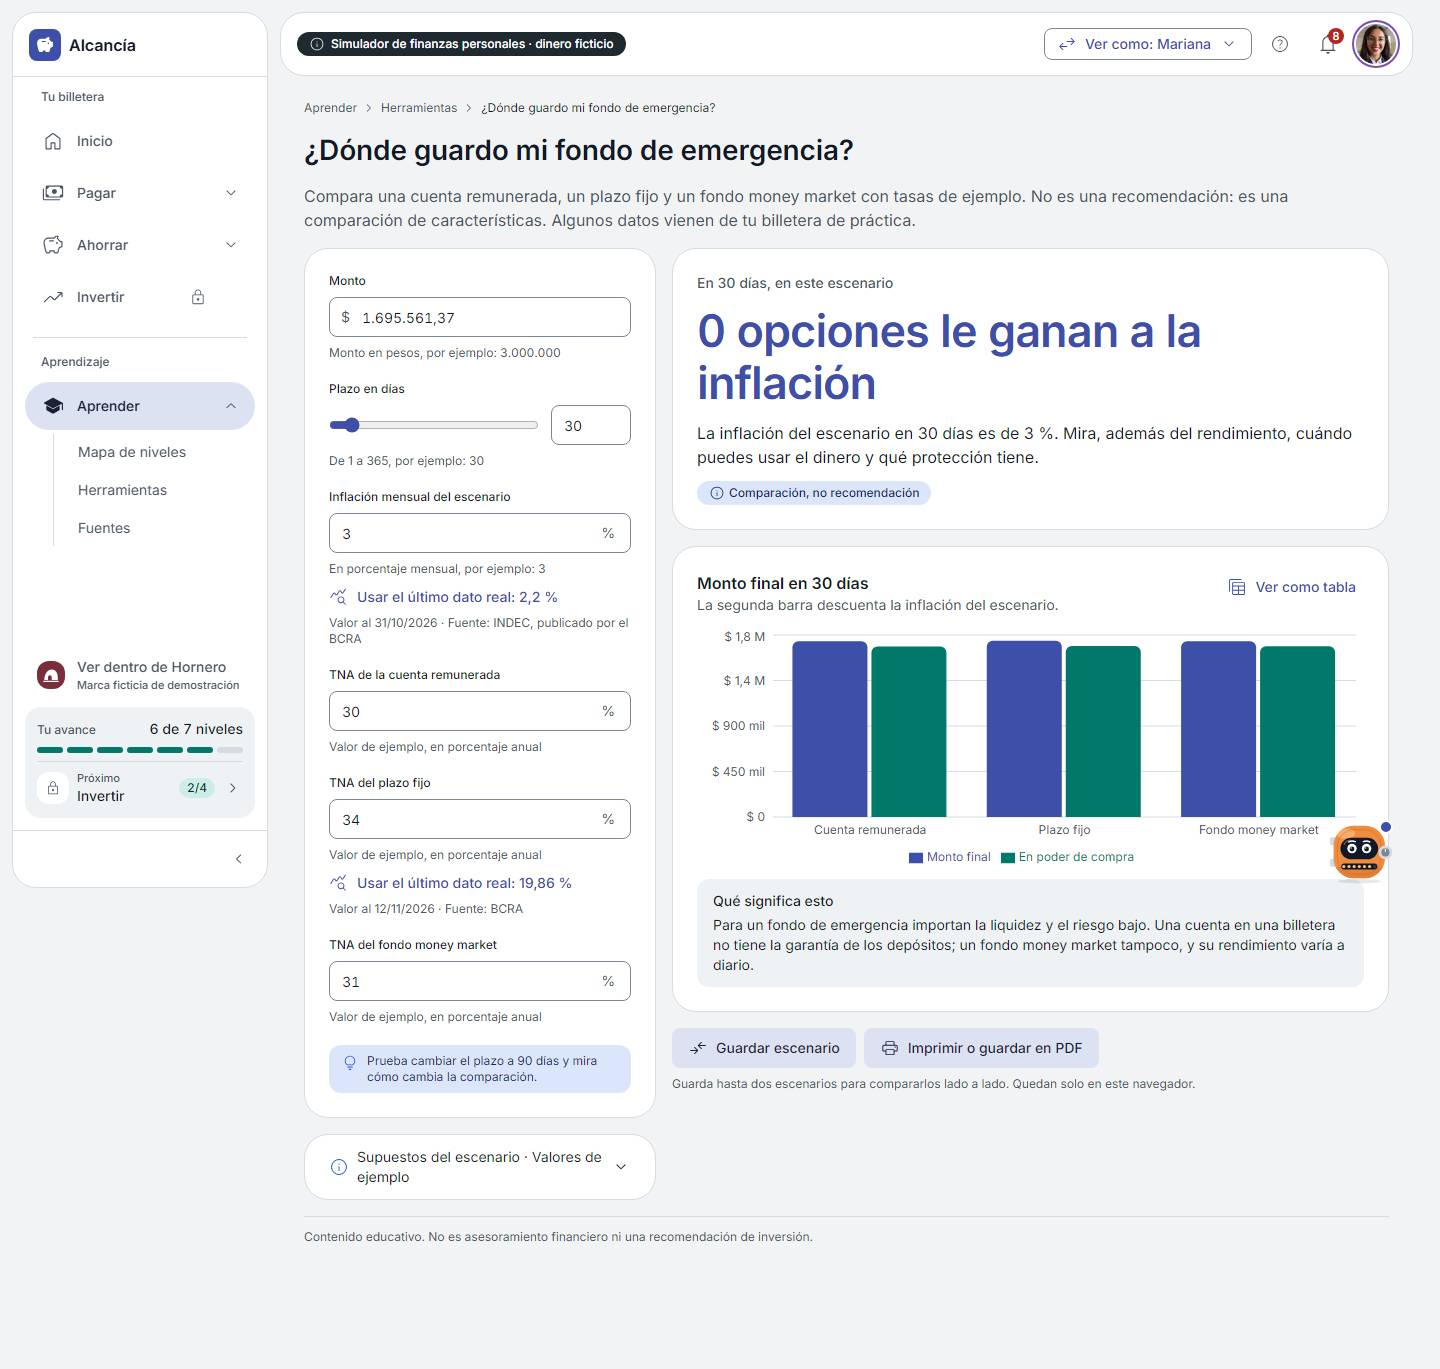 Alcancía
Tu billetera
Inicio
Pagar
Ahorrar
Invertir
Aprendizaje
Aprender
Mapa de niveles
Herramientas
Fuentes
Ver dentro de Hornero
Marca ficticia de demostración
Tu avance
6 de 7 niveles
Próximo
Invertir
2/4
Simulador de finanzas personales · dinero ficticio
Ver como: Mariana
8
Aprender > Herramientas > ¿Dónde guardo mi fondo de emergencia?
¿Dónde guardo mi fondo de emergencia?
Compara una cuenta remunerada, un plazo fijo y un fondo money market con tasas de ejemplo. No es una recomendación: es una
comparación de características. Algunos datos vienen de tu billetera de práctica.
Monto
$ 1.695.561,37
Monto en pesos, por ejemplo: 3.000.000
Plazo en días
30
De 1 a 365, por ejemplo: 30
Inflación mensual del escenario
3 %
En porcentaje mensual, por ejemplo: 3
Usar el último dato real: 2,2 %
Valor al 31/10/2026 · Fuente: INDEC, publicado por el
BCRA
TNA de la cuenta remunerada
30 %
Valor de ejemplo, en porcentaje anual
TNA del plazo fijo
34 %
Valor de ejemplo, en porcentaje anual
Usar el último dato real: 19,86 %
Valor al 12/11/2026 · Fuente: BCRA
TNA del fondo money market
31 %
Valor de ejemplo, en porcentaje anual
Prueba cambiar el plazo a 90 días y mira
cómo cambia la comparación.
Supuestos del escenario · Valores de
ejemplo
En 30 días, en este escenario
0 opciones le ganan a la
inflación
La inflación del escenario en 30 días es de 3 %. Mira, además del rendimiento, cuándo
puedes usar el dinero y qué protección tiene.
Comparación, no recomendación
Monto final en 30 días
Ver como tabla
La segunda barra descuenta la inflación del escenario.
$ 1,8 M
$ 1,4 M
$ 900 mil
$ 450 mil
$ 0
Cuenta remunerada
Plazo fijo
Fondo money market
Monto final
En poder de compra
Qué significa esto
Para un fondo de emergencia importan la liquidez y el riesgo bajo. Una cuenta en una billetera
no tiene la garantía de los depósitos; un fondo money market tampoco, y su rendimiento varía a
diario.
Guardar escenario
Imprimir o guardar en PDF
Guarda hasta dos escenarios para compararlos lado a lado. Quedan solo en este navegador.
Contenido educativo. No es asesoramiento financiero ni una recomendación de inversión.